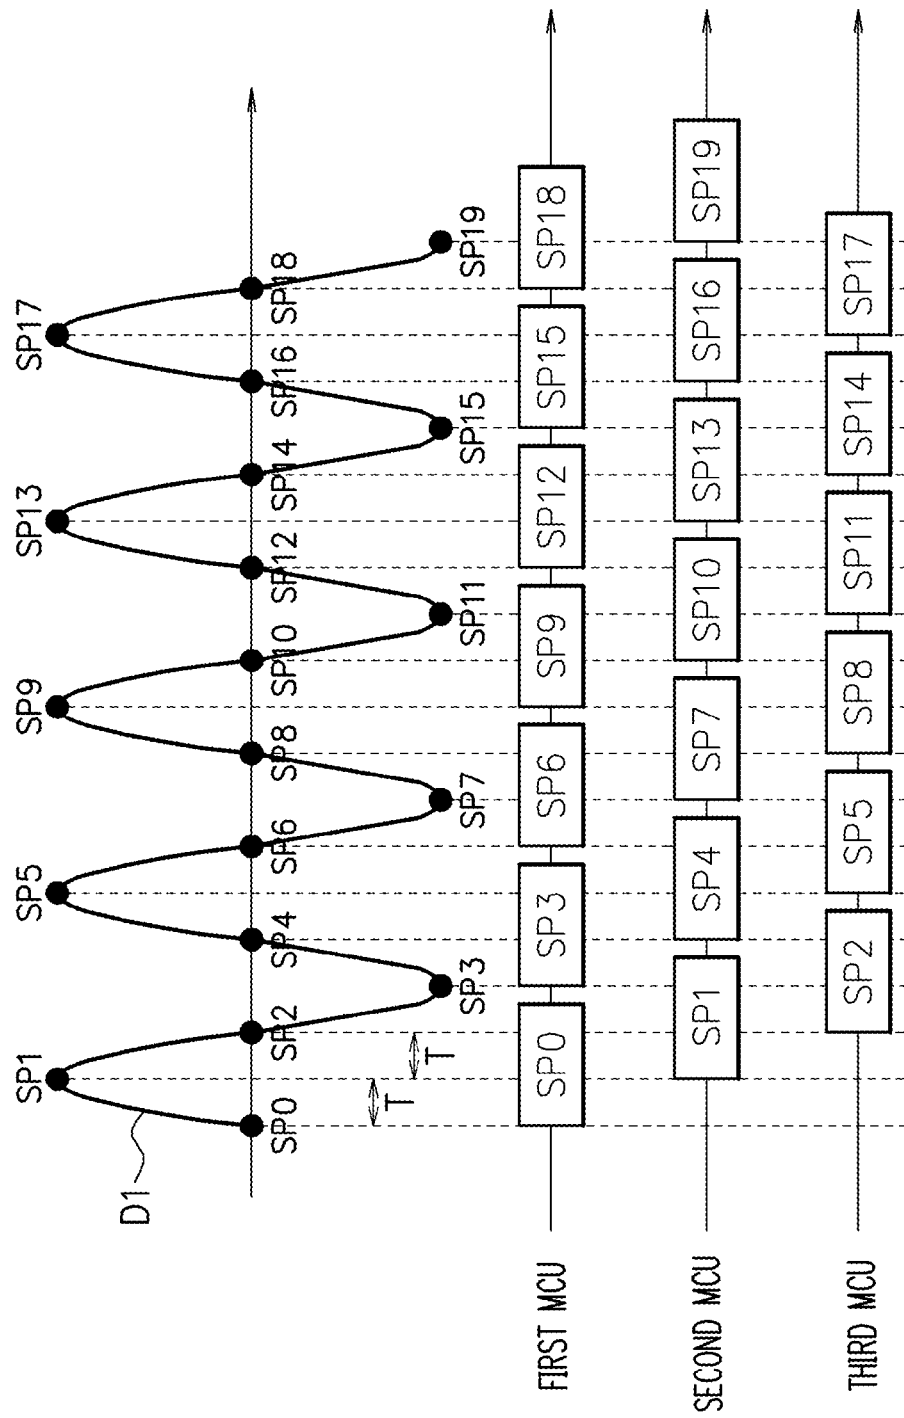 SP1
SP5
SP9
SP13
SP17
D1
SP0
SP2
SP4
SP6
SP8
SP10
SP12
SP14
SP16
SP18
T
T
SP3
SP7
SP11
SP15
SP19
FIRST MCU
SP0
SP3
SP6
SP9
SP12
SP15
SP18
SECOND MCU
SP1
SP4
SP7
SP10
SP13
SP16
SP19
THIRD MCU
SP2
SP5
SP8
SP11
SP14
SP17